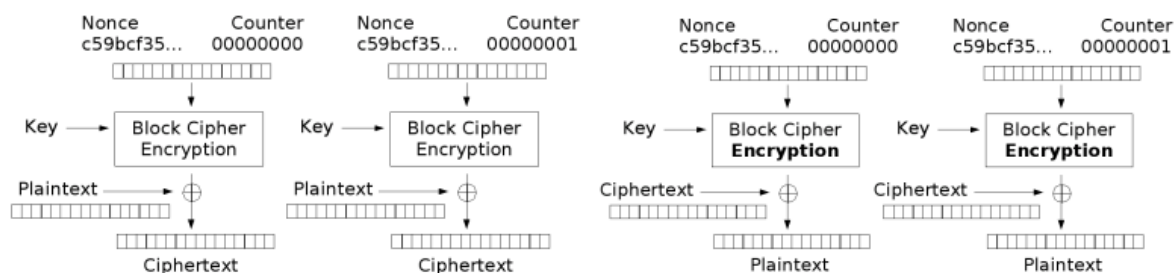 Nonce Counter
c59bcf35... 00000000
Key
Block Cipher
Encryption
Plaintext
Ciphertext
Nonce Counter
c59bcf35... 00000001
Key
Block Cipher
Encryption
Plaintext
Ciphertext
Nonce Counter
c59bcf35... 00000000
Key
Block Cipher
Encryption
Ciphertext
Plaintext
Nonce Counter
c59bcf35... 00000001
Key
Block Cipher
Encryption
Ciphertext
Plaintext